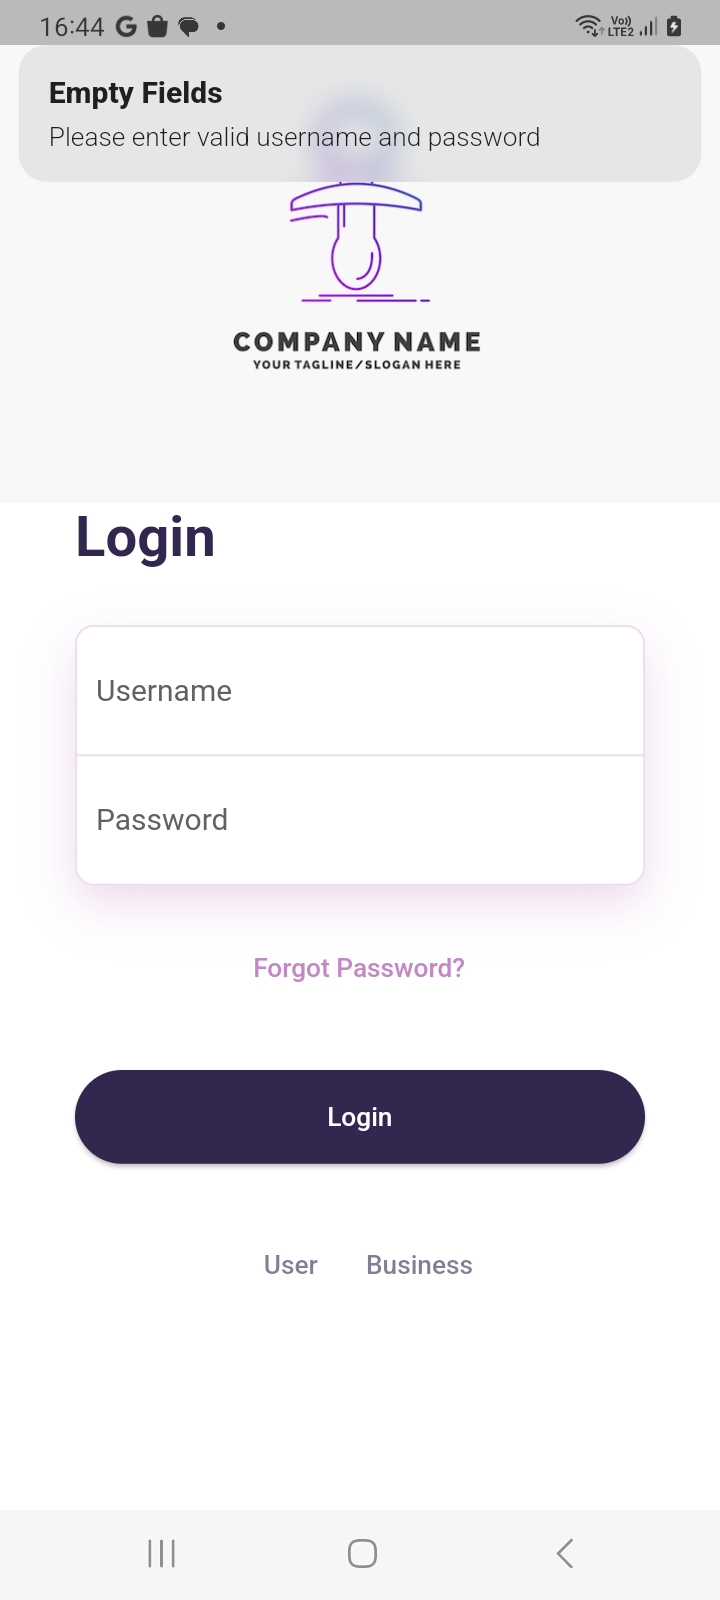 16:44
Vo)) LTE2
Empty Fields
Please enter valid username and password
COMPANY NAME
YOUR TAGLINE/SLOGAN HERE
Login
Username
Password
Forgot Password?
Login
User Business